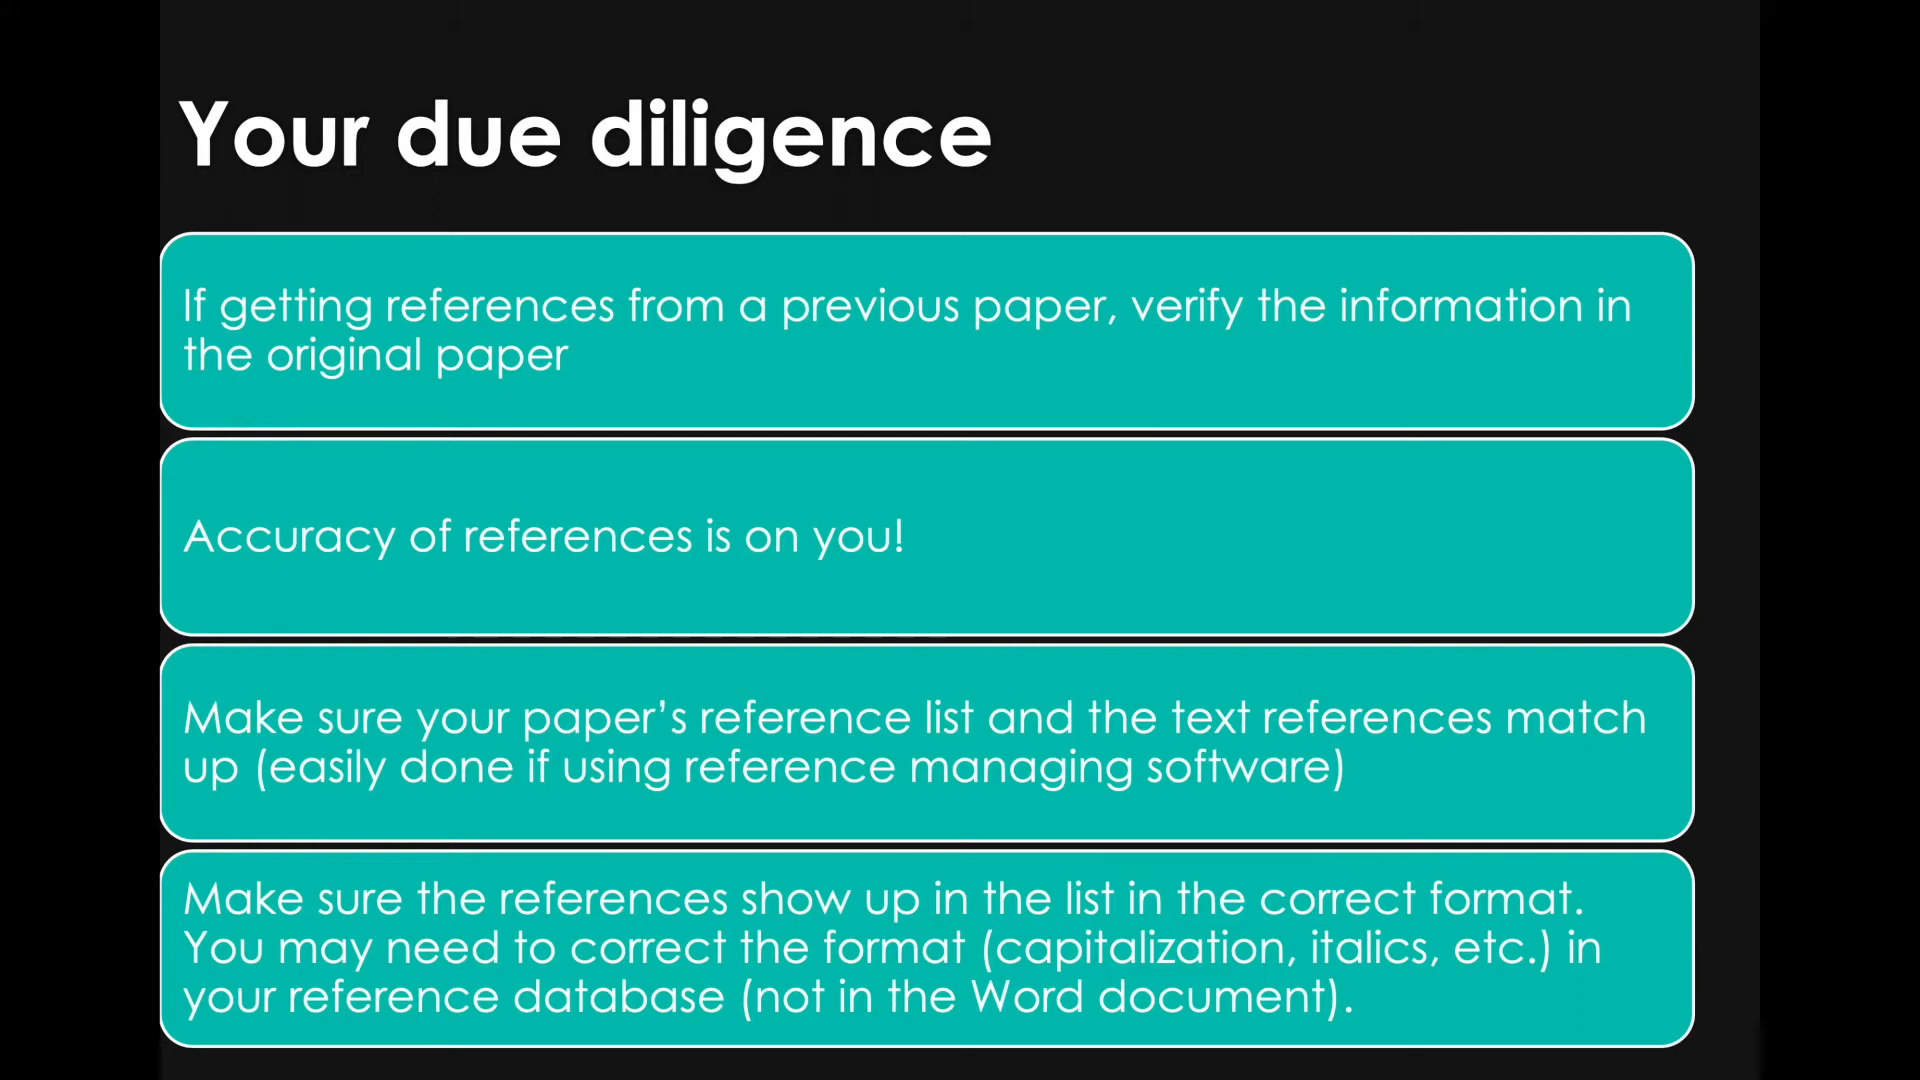 Your due diligence
If getting references from a previous paper, verify the information in
the original paper
Accuracy of references is on you!
Make sure your paper’s reference list and the text references match
up (easily done if using reference managing software)
Make sure the references show up in the list in the correct format.
You may need to correct the format (capitalization, italics, etc.) in
your reference database (not in the Word document).